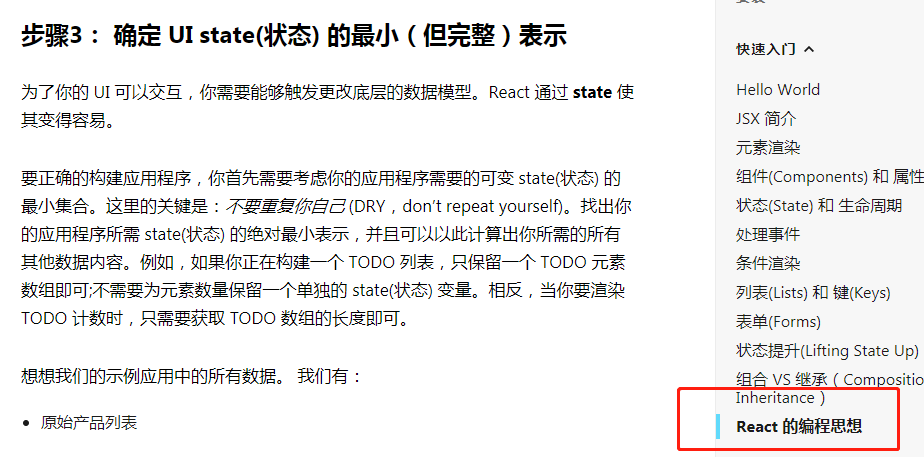 步骤3： 确定 UI state(状态) 的最小（但完整）表示
为了你的 UI 可以交互，你需要能够触发更改底层的数据模型。React 通过 state 使
其变得容易。
要正确的构建应用程序，你首先需要考虑你的应用程序需要的可变 state(状态) 的
最小集合。这里的关键是：不要重复你自己 (DRY，don’t repeat yourself)。找出你
的应用程序所需 state(状态) 的绝对最小表示，并且可以以此计算出你所需的所有
其他数据内容。例如，如果你正在构建一个 TODO 列表，只保留一个 TODO 元素
数组即可;不需要为元素数量保留一个单独的 state(状态) 变量。相反，当你要渲染
TODO 计数时，只需要获取 TODO 数组的长度即可。
想想我们的示例应用中的所有数据。 我们有：
原始产品列表
快速入门
Hello World
JSX 简介
元素渲染
组件(Components) 和 属性
状态(State) 和 生命周期
处理事件
条件渲染
列表(Lists) 和 键(Keys)
表单(Forms)
状态提升(Lifting State Up)
组合 VS 继承（Compositio
Inheritance）
React 的编程思想